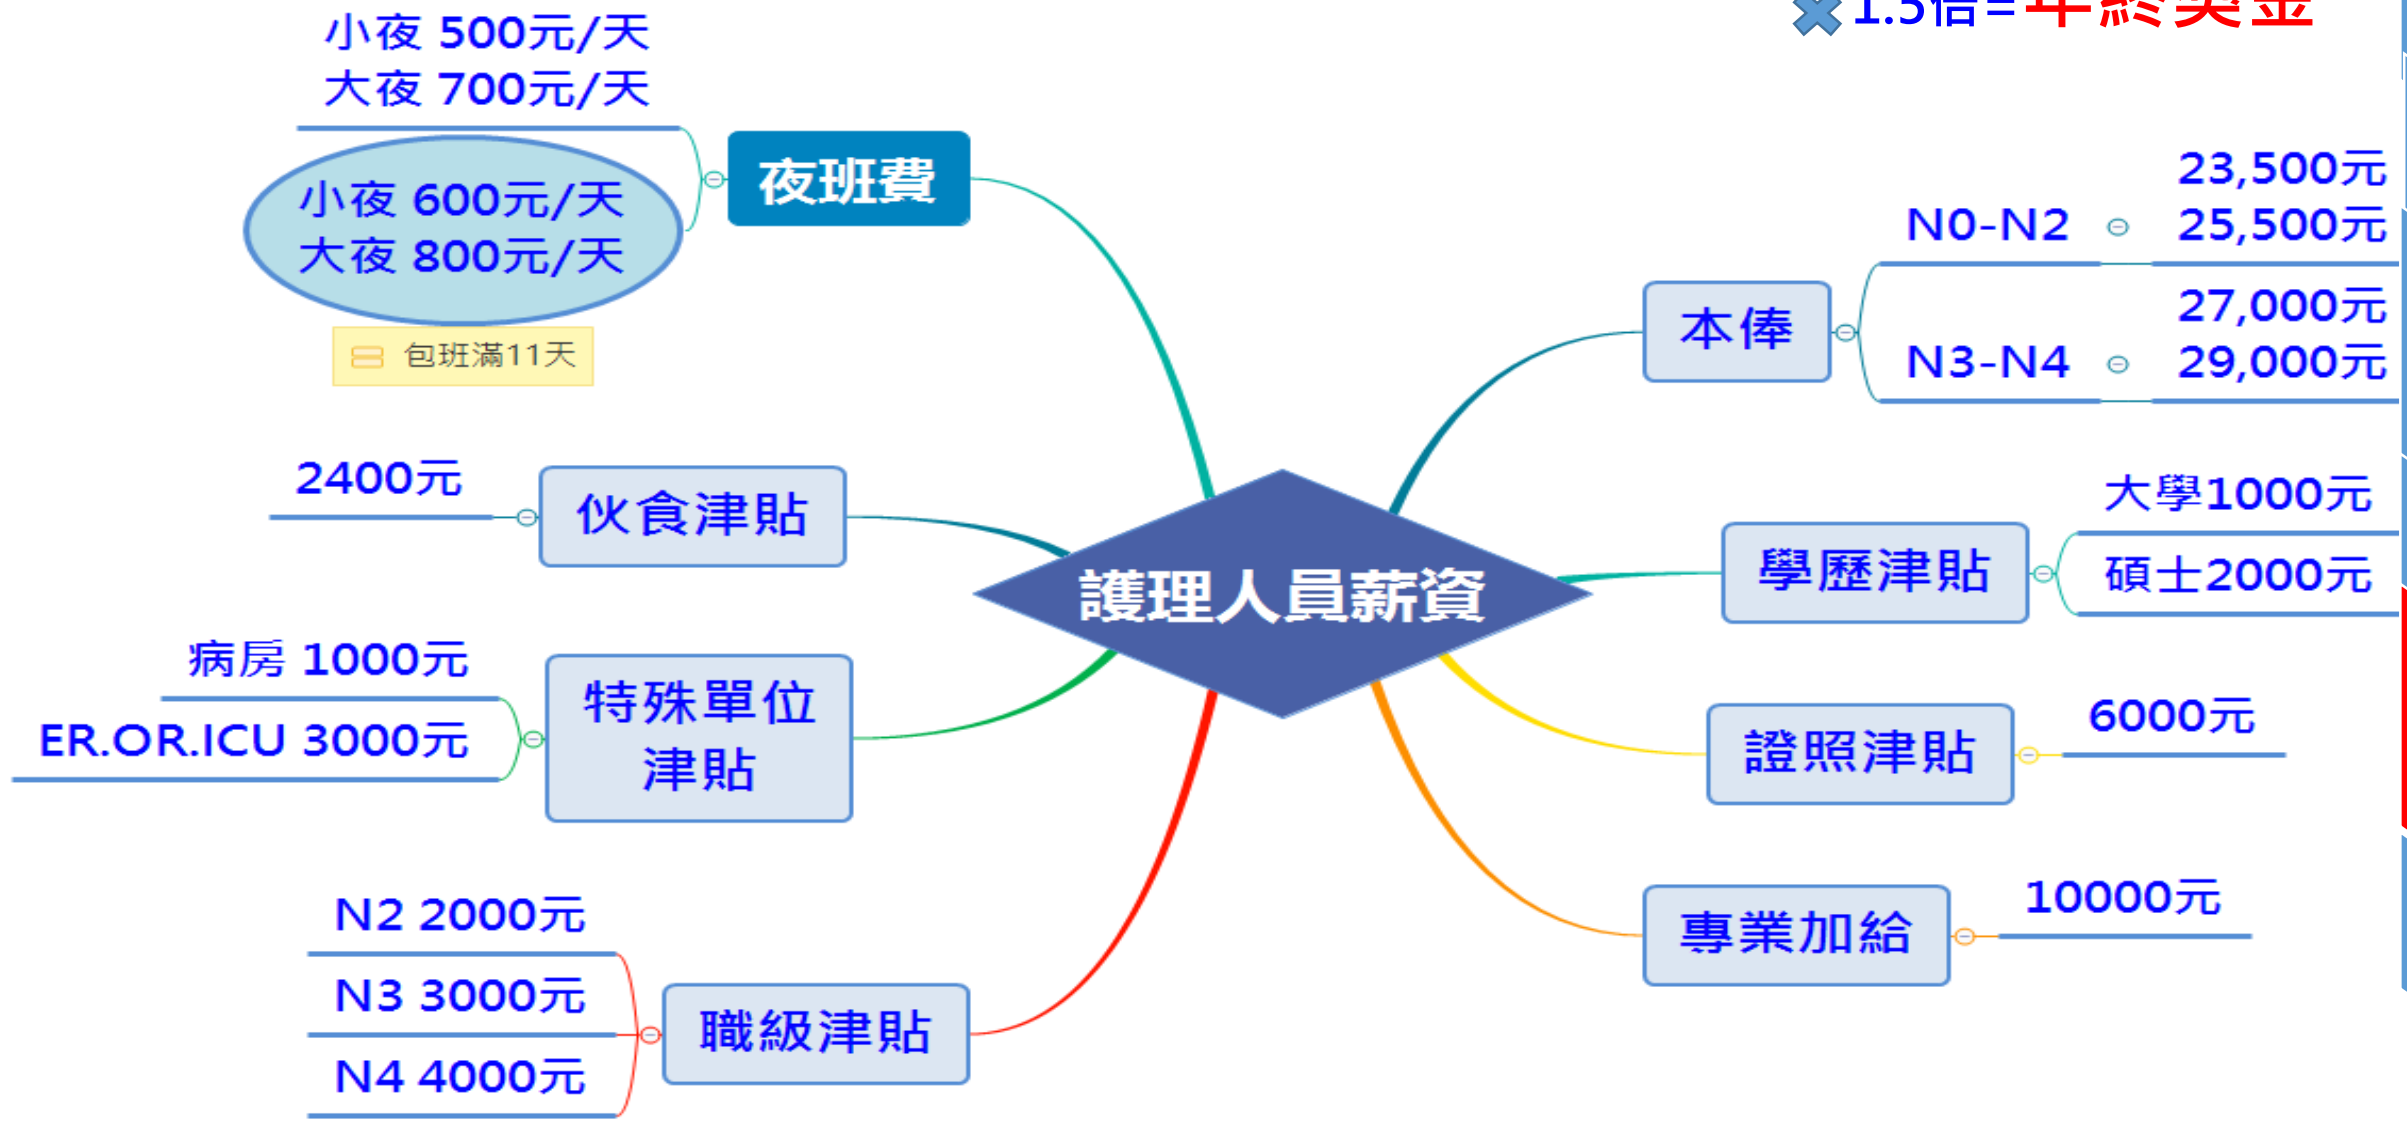 1.5倍=年終獎金
護理人員薪資
夜班費
小夜 500元/天
大夜 700元/天
小夜 600元/天
大夜 800元/天
包班滿11天
伙食津貼
2400元
特殊單位
津貼
病房 1000元
ER.OR.ICU 3000元
職級津貼
N2 2000元
N3 3000元
N4 4000元
本俸
N0-N2
23,500元
25,500元
N3-N4
27,000元
29,000元
學歷津貼
大學1000元
碩士2000元
證照津貼
6000元
專業加給
10000元